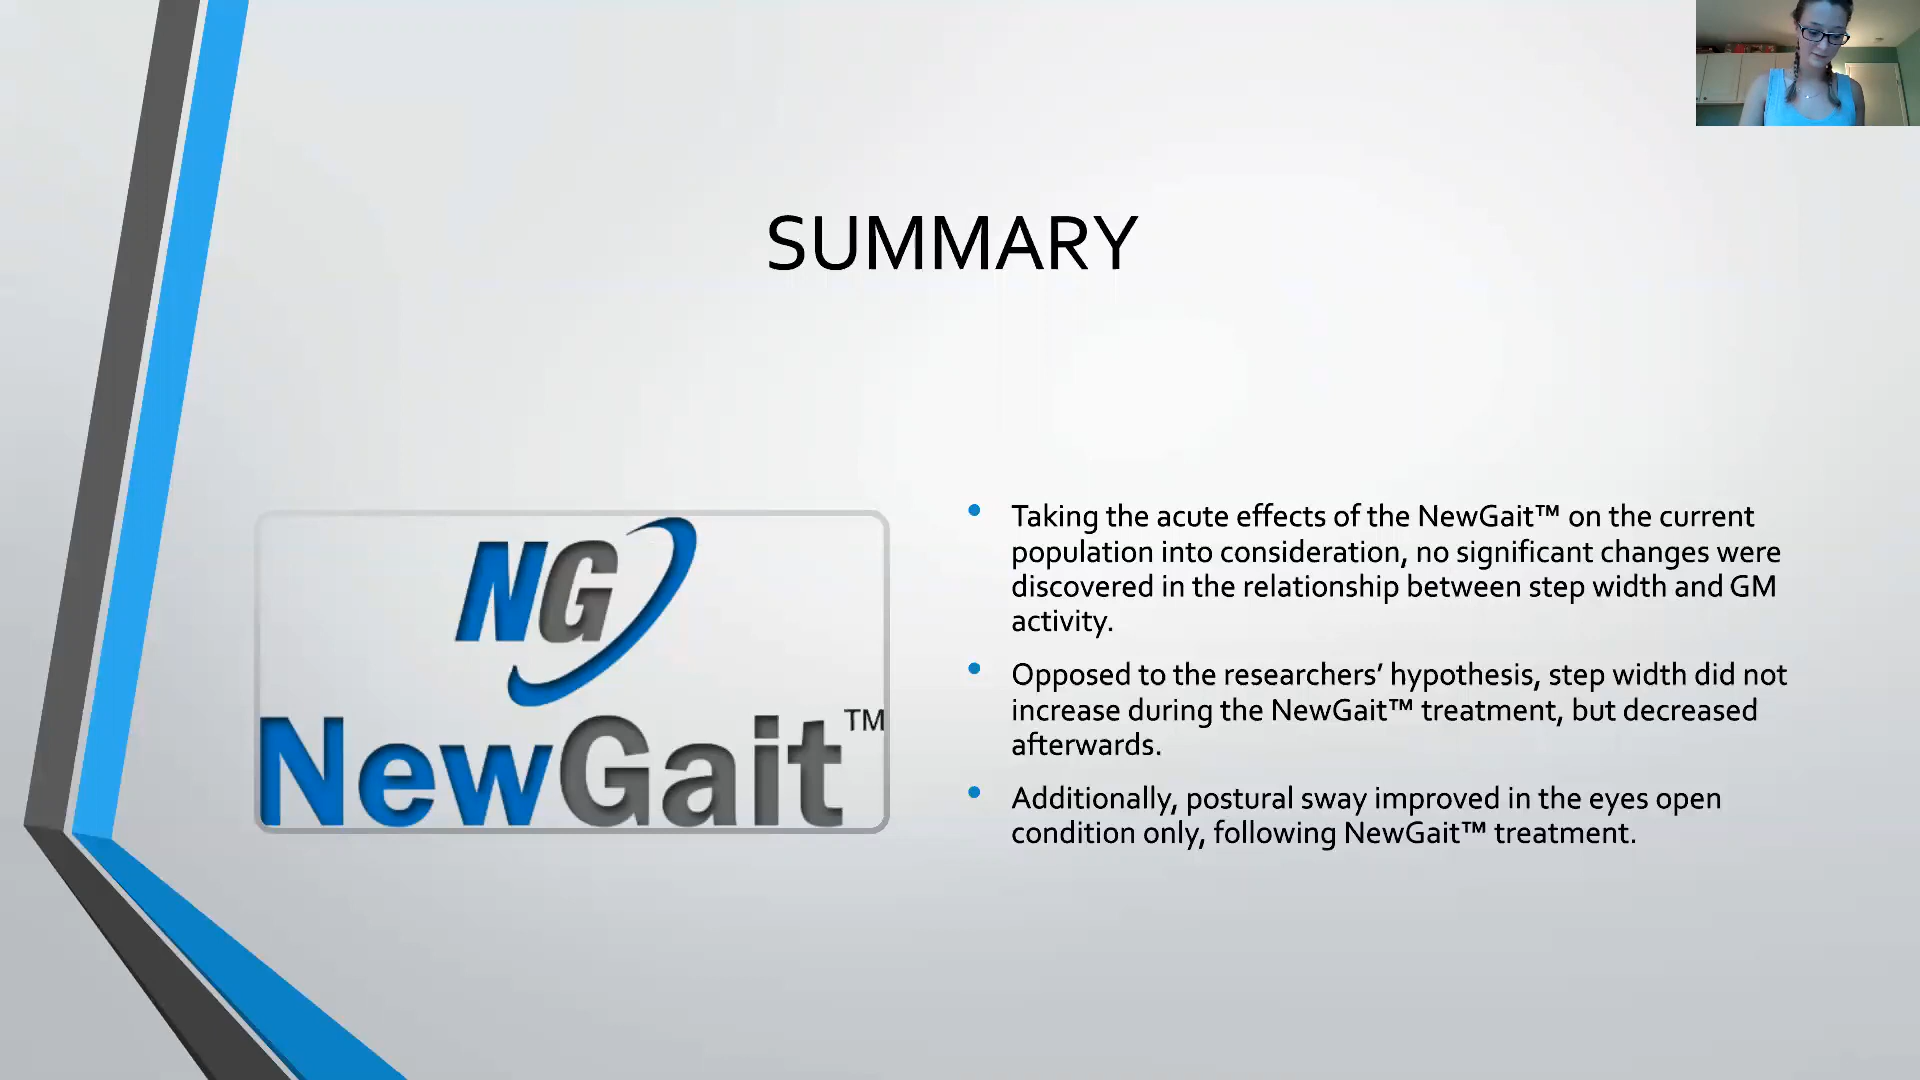 SUMMARY
NG
NewGait™
• Taking the acute effects of the NewGait™ on the current
population into consideration, no significant changes were
discovered in the relationship between step width and GM
activity.
• Opposed to the researchers’ hypothesis, step width did not
increase during the NewGait™ treatment, but decreased
afterwards.
• Additionally, postural sway improved in the eyes open
condition only, following NewGait™ treatment.